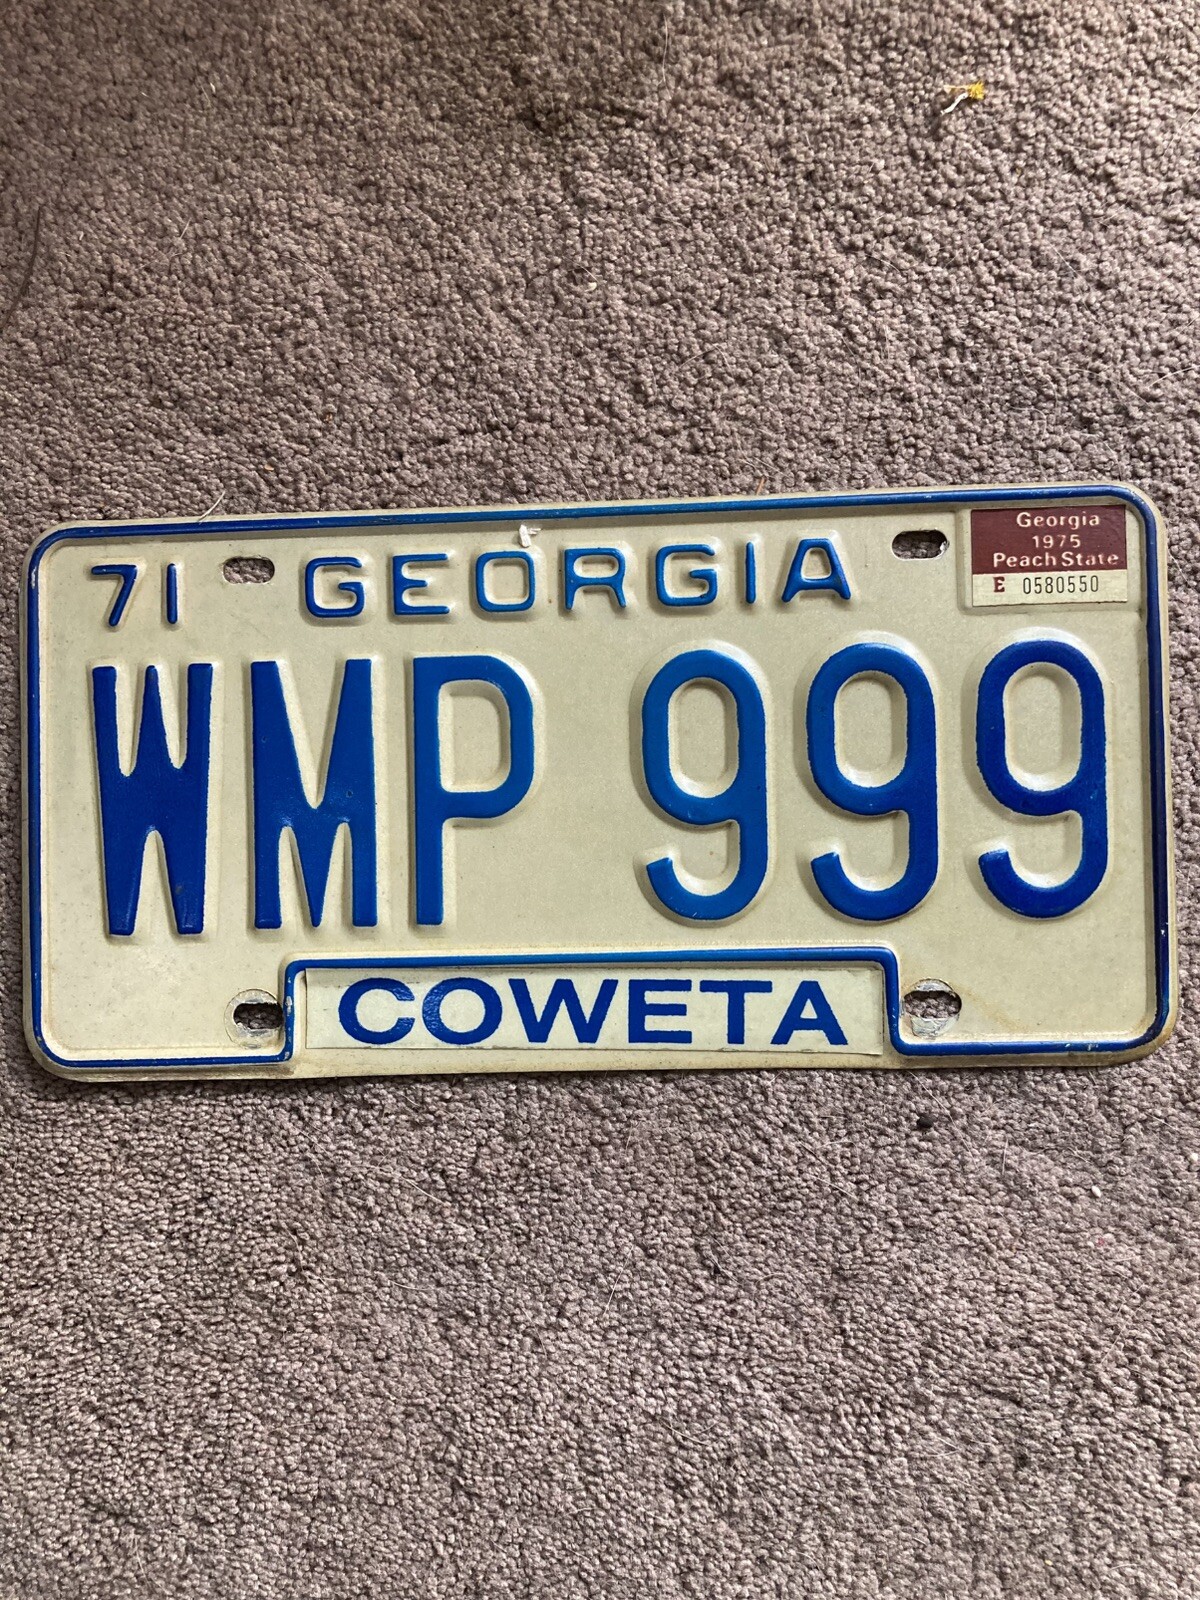 71 GEORGIA
Georgia
1975
Peach State
E 0580550
WMP 999
COWETA